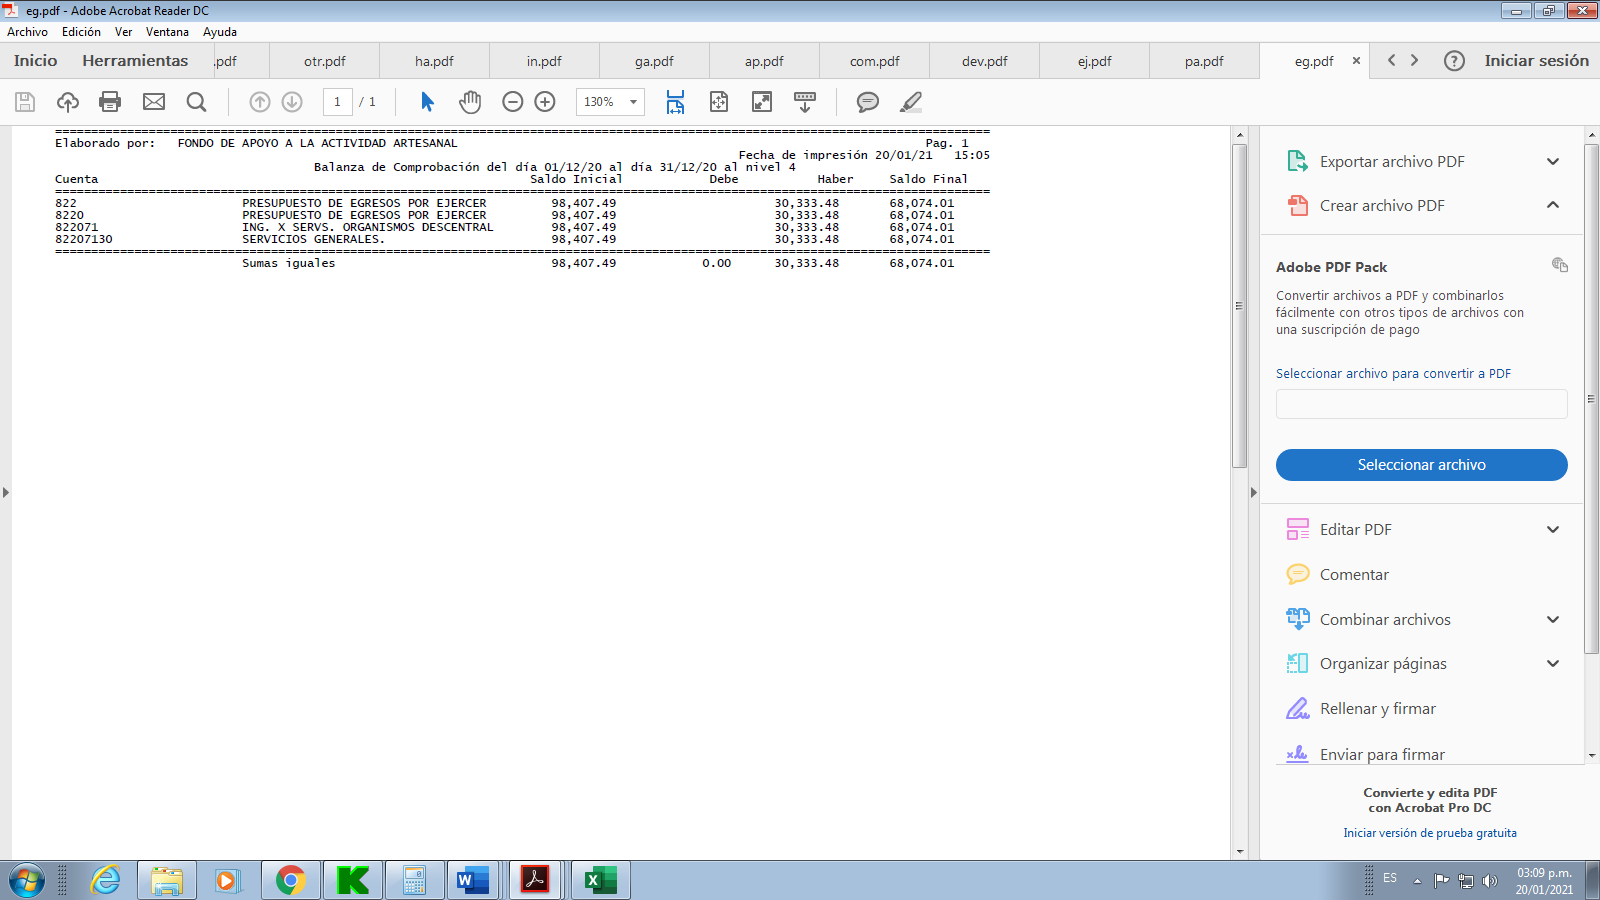 eg.pdf - Adobe Acrobat Reader DC
Archivo Edición Ver Ventana Ayuda
Inicio Herramientas .pdf otr.pdf ha.pdf in.pdf ga.pdf ap.pdf com.pdf dev.pdf ej.pdf pa.pdf eg.pdf × ? Iniciar sesión
1 / 1 130%
Elaborado por: FONDO DE APOYO A LA ACTIVIDAD ARTESANAL Pag. 1
Fecha de impresión 20/01/21 15:05
Balanza de Comprobación del día 01/12/20 al día 31/12/20 al nivel 4
Cuenta Saldo Inicial Debe Haber Saldo Final
822 PRESUPUESTO DE EGRESOS POR EJERCER 98,407.49 30,333.48 68,074.01
8220 PRESUPUESTO DE EGRESOS POR EJERCER 98,407.49 30,333.48 68,074.01
822071 ING. X SERVS. ORGANISMOS DESCENTRAL 98,407.49 30,333.48 68,074.01
82207130 SERVICIOS GENERALES. 98,407.49 30,333.48 68,074.01
Sumas iguales 98,407.49 0.00 30,333.48 68,074.01
Exportar archivo PDF
Crear archivo PDF
Adobe PDF Pack
Convertir archivos a PDF y combinarlos
fácilmente con otros tipos de archivos con
una suscripción de pago
Seleccionar archivo para convertir a PDF
Seleccionar archivo
Editar PDF
Comentar
Combinar archivos
Organizar páginas
Rellenar y firmar
Enviar para firmar
Convierte y edita PDF
con Acrobat Pro DC
Iniciar versión de prueba gratuita
ES 03:09 p.m.
20/01/2021